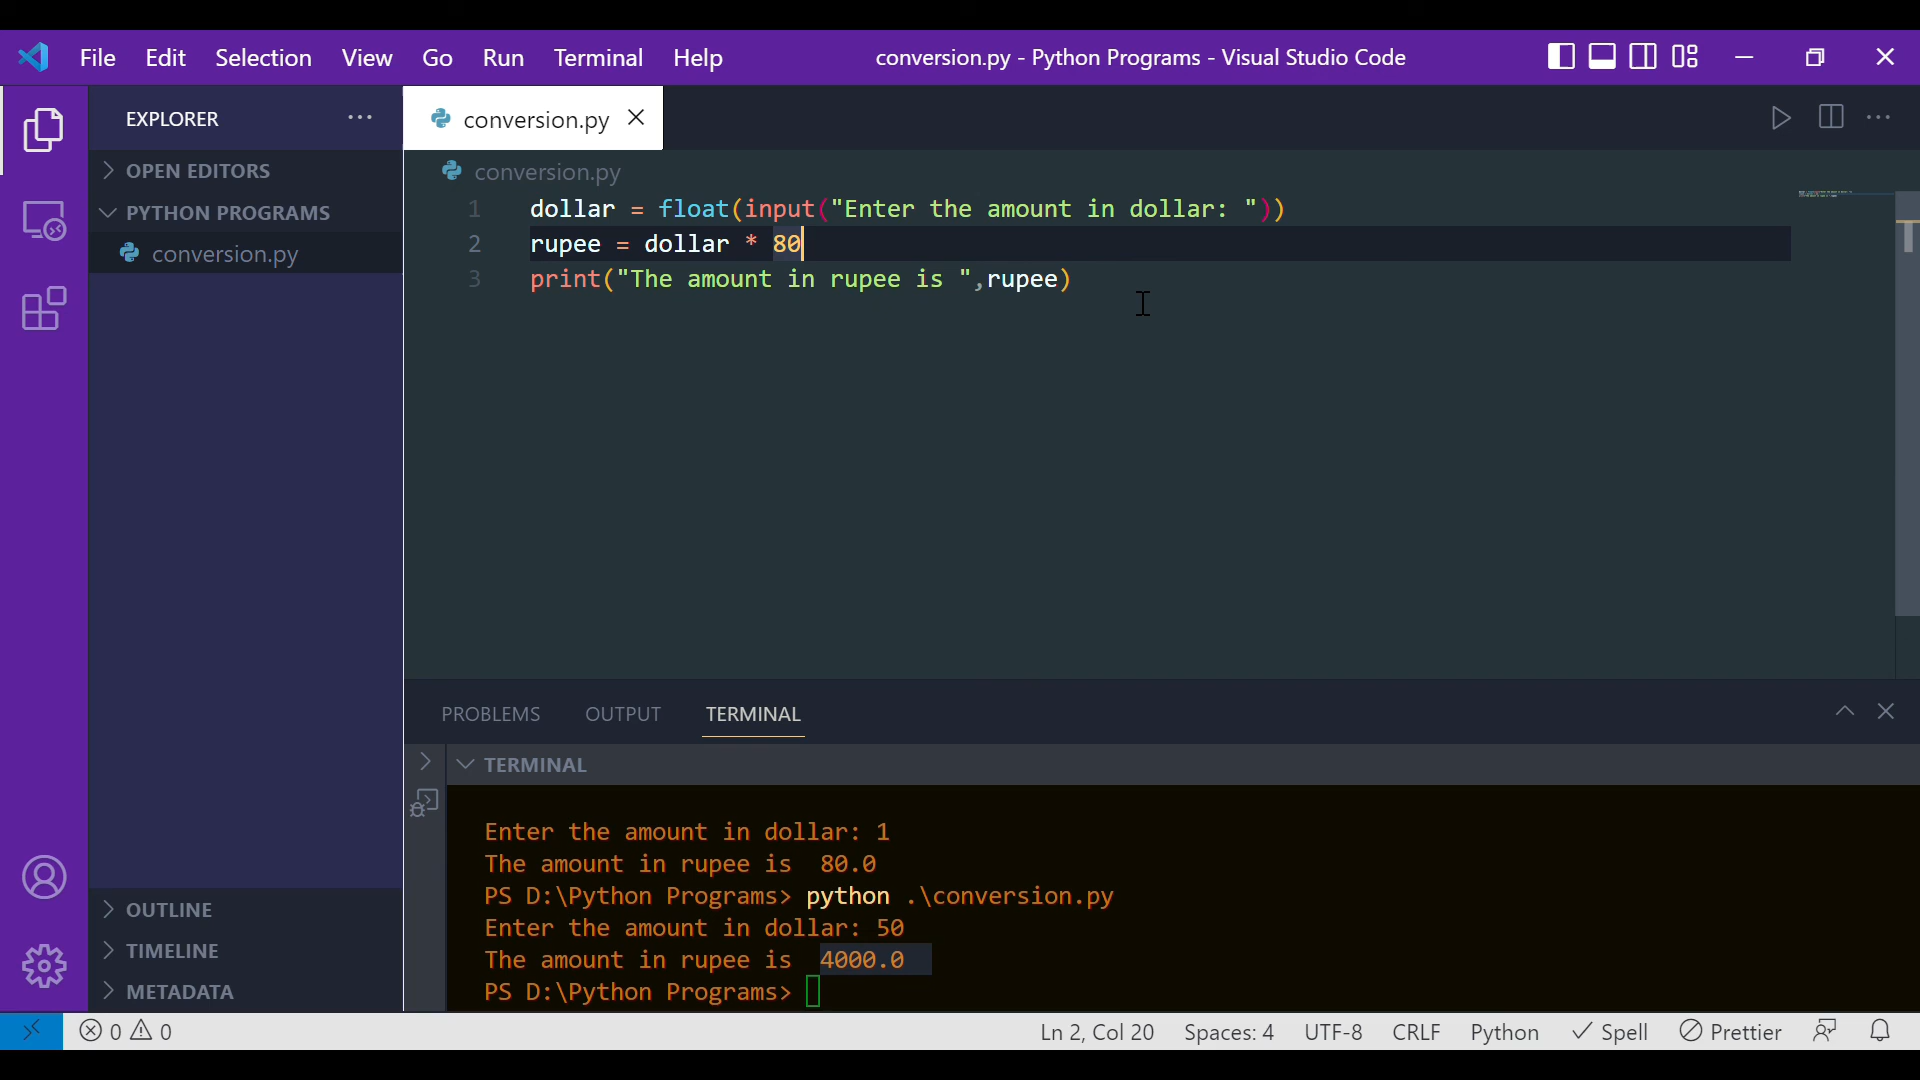 File Edit Selection View Go Run Terminal Help conversion.py - Python Programs - Visual Studio Code
EXPLORER ···
OPEN EDITORS
PYTHON PROGRAMS
conversion.py
OUTLINE
TIMELINE
METADATA
conversion.py
conversion.py
1 dollar = float(input("Enter the amount in dollar: "))
2 rupee = dollar * 80
3 print("The amount in rupee is ",rupee)
PROBLEMS OUTPUT TERMINAL
TERMINAL
Enter the amount in dollar: 1
The amount in rupee is  80.0
PS D:\Python Programs> python .\conversion.py
Enter the amount in dollar: 50
The amount in rupee is  4000.0
PS D:\Python Programs>
0 0 Ln 2, Col 20 Spaces: 4 UTF-8 CRLF Python Spell Prettier